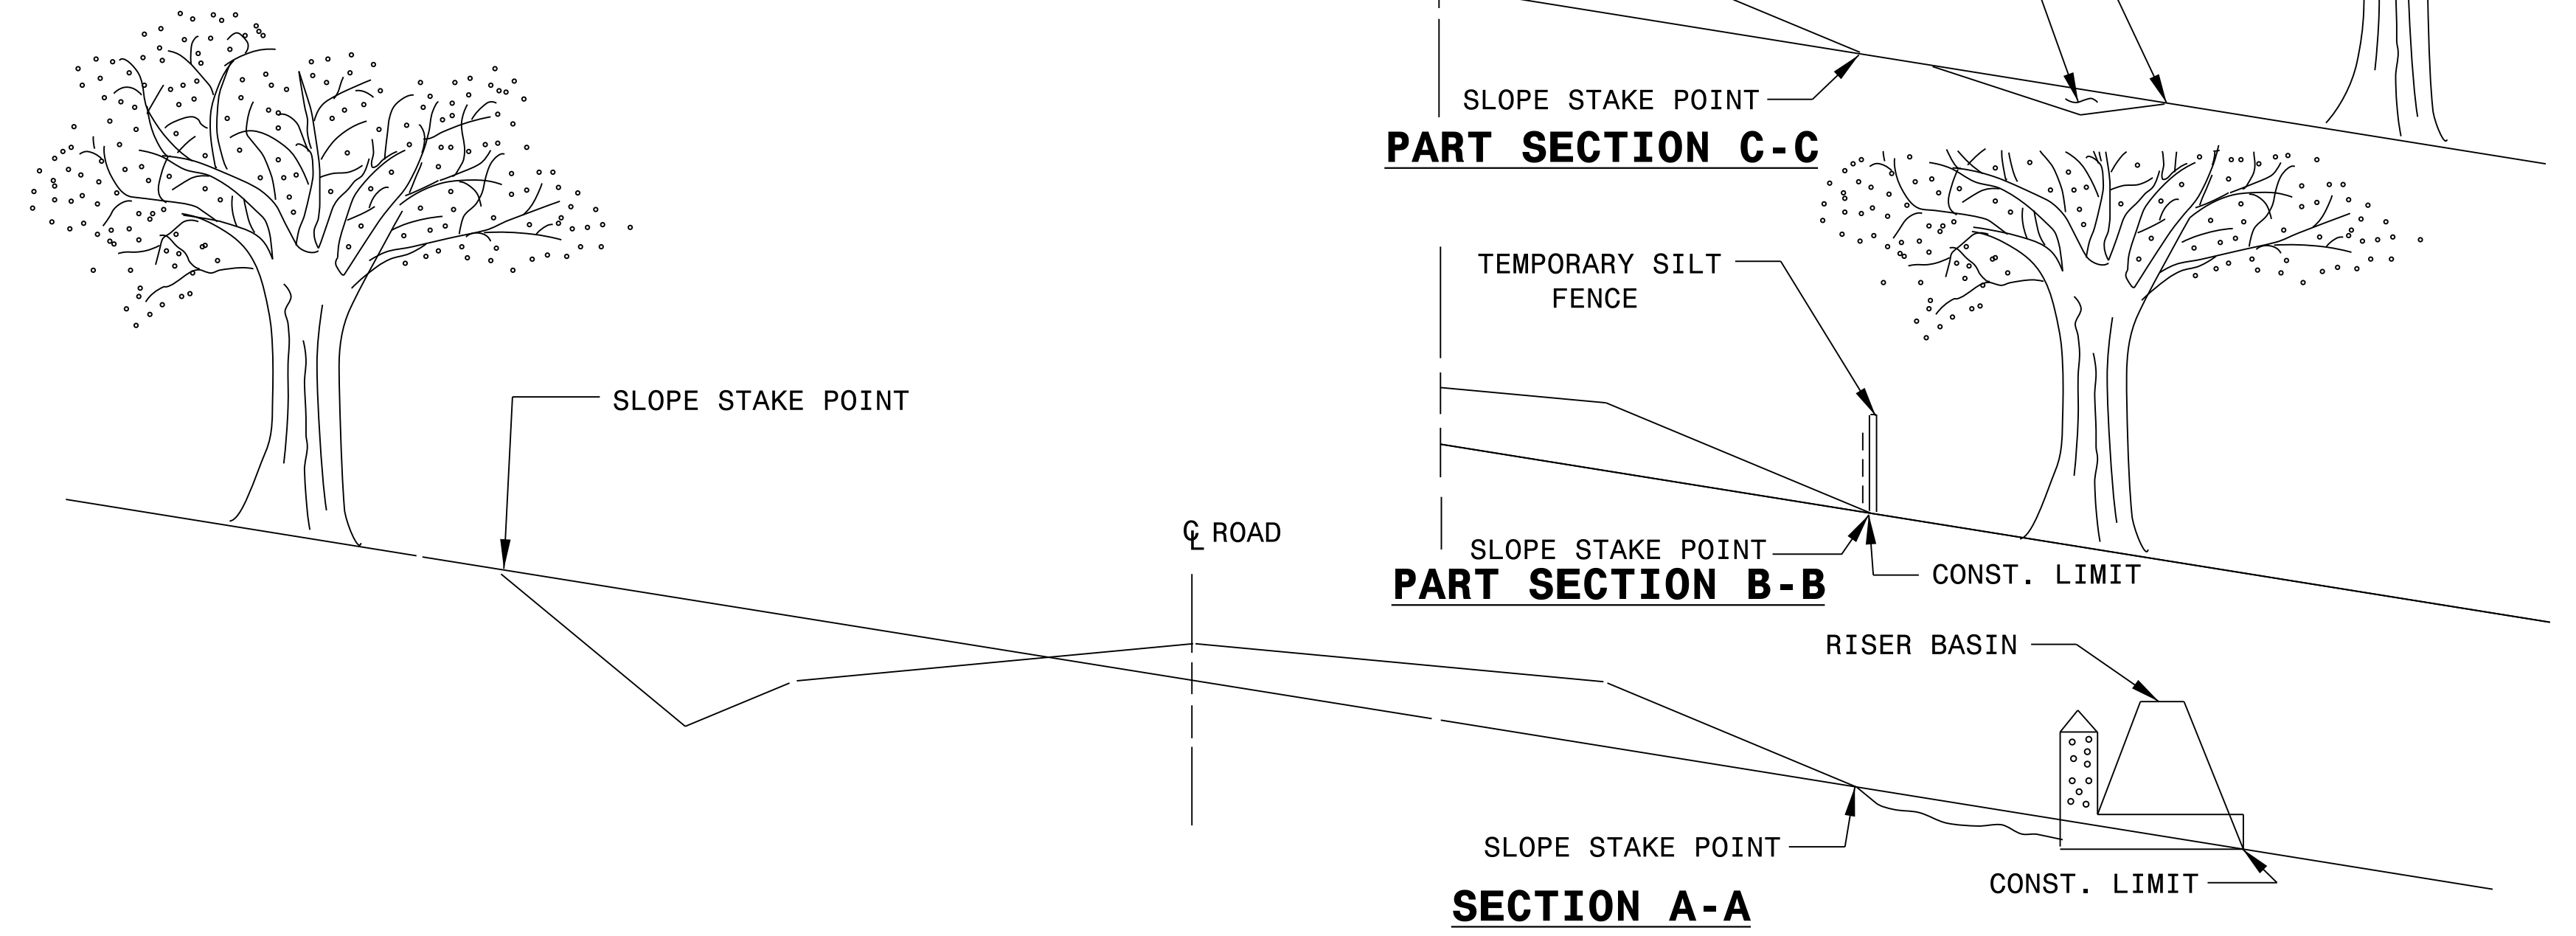 SLOPE STAKE POINT
PART SECTION C-C
TEMPORARY SILT
FENCE
SLOPE STAKE POINT
℄ ROAD
SLOPE STAKE POINT
PART SECTION B-B
CONST. LIMIT
RISER BASIN
SLOPE STAKE POINT
CONST. LIMIT
SECTION A-A